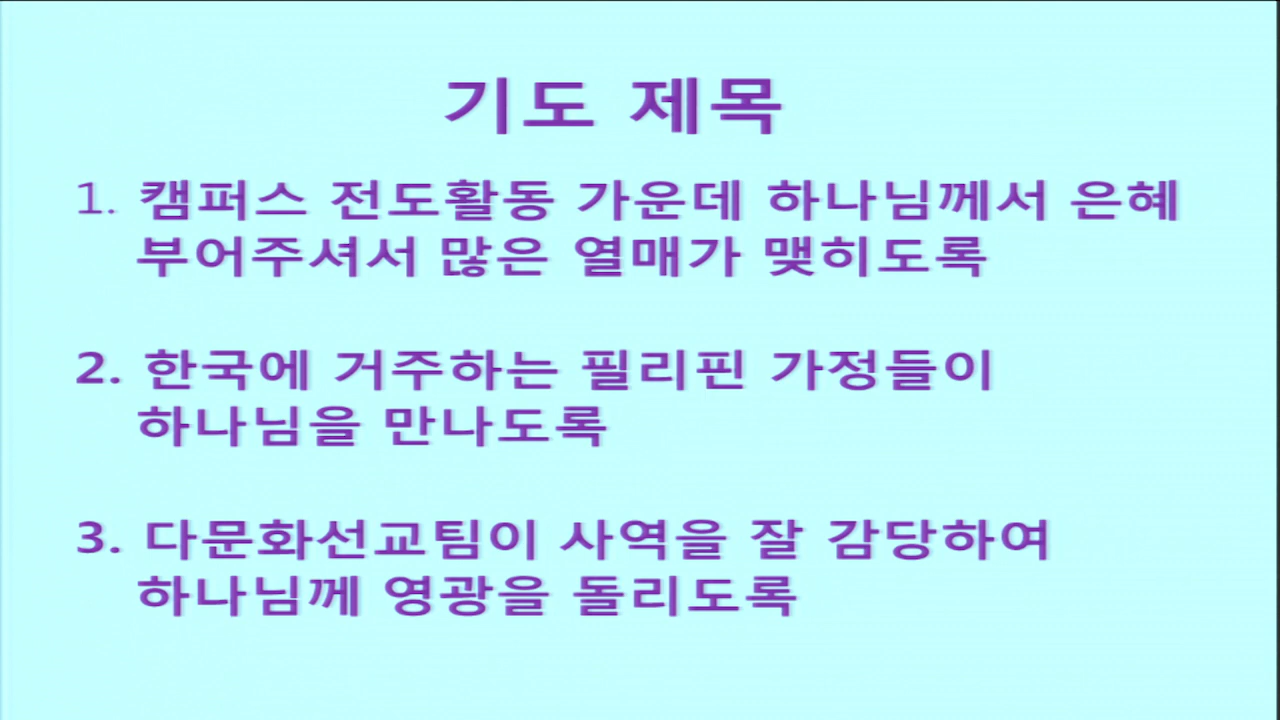 기도 제목
1. 캠퍼스 전도활동 가운데 하나님께서 은혜
부어주셔서 많은 열매가 맺히도록
2. 한국에 거주하는 필리핀 가정들이
하나님을 만나도록
3. 다문화선교팀이 사역을 잘 감당하여
하나님께 영광을 돌리도록